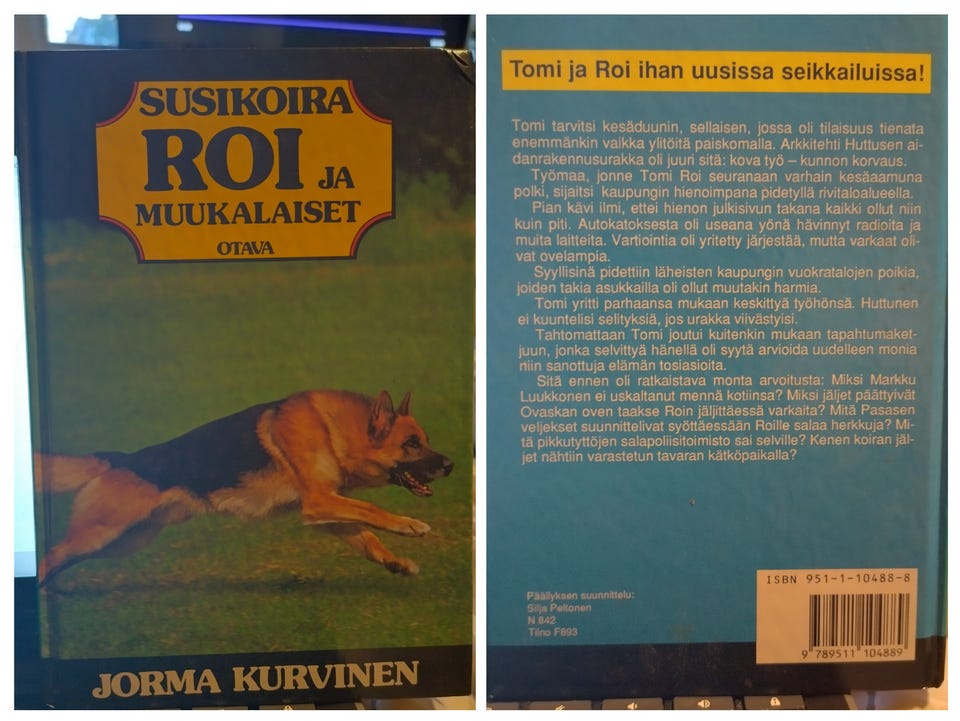 SUSIKOIRA
ROI JA
MUUKALAISET
OTAVA
JORMA KURVINEN
Tomi ja Roi ihan uusissa seikkailuissa!
Tomi tarvitsi kesäduunin, sellaisen, jossa oli tilaisuus tienata
enemmänkin vaikka ylitöitä paiskomalla. Arkkitehti Huttusen ai-
danrakennusurakka oli juuri sitä: kova työ – kunnon korvaus.
Työmaa, jonne Tomi Roi seuranaan varhain kesäaamuna
polki, sijaitsi kaupungin hienoimpana pidetyllä rivitaloalueella.
Pian kävi ilmi, ettei hienon julkisivun takana kaikki ollut niin
kuin piti. Autokatoksesta oli useana yönä hävinnyt radioita ja
muita laitteita. Vartiointia oli yritetty järjestää, mutta varkaat oli-
vat ovelampia.
Syyllisinä pidettiin läheisten kaupungin vuokratalojen poikia,
joiden takia asukkailla oli ollut muutakin harmia.
Tomi yritti parhaansa mukaan keskittyä työhönsä. Huttunen
ei kuuntelisi selityksiä, jos urakka viivästyisi.
Tahtomattaan Tomi joutui kuitenkin mukaan tapahtumaket-
juun, jonka selvittyä hänellä oli syytä arvioida uudelleen monia
niin sanottuja elämän tosiasioita.
Sitä ennen oli ratkaistava monta arvoitusta: Miksi Markku
Luukkonen ei uskaltanut mennä kotiinsa? Miksi jäljet päättyivät
Ovaskan oven taakse Roin jäljittäessä varkaita? Mitä Pasasen
veljekset suunnittelivat syöttäessään Roille salaa herkkuja? Mi-
tä pikkutyttöjen salapoliisitoimisto sai selville? Kenen koiran jäl-
jet nähtiin varastetun tavaran kätköpaikalla?
Päällyksen suunnittelu:
Silja Peltonen
N 842
Tilno F893
ISBN 951-1-10488-8
9 789511 104889